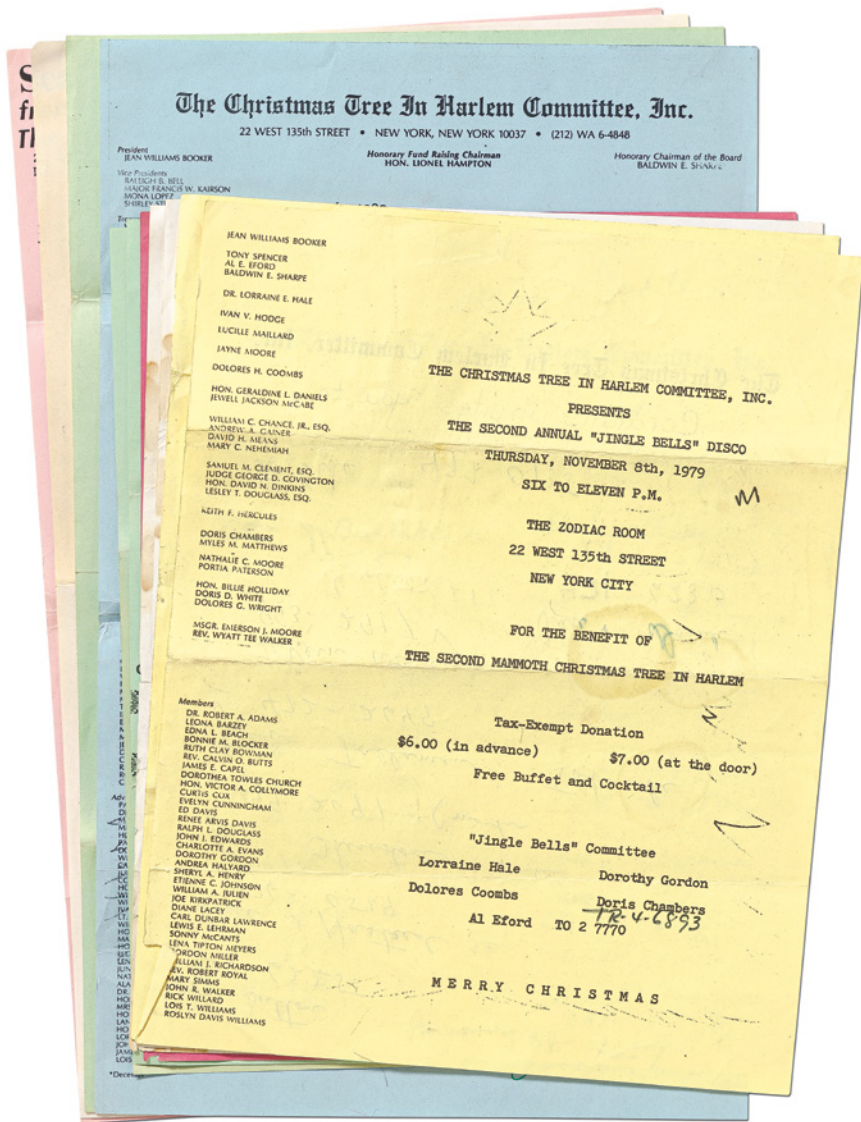 The Christmas Tree In Harlem Committee, Inc.
22 WEST 135th STREET • NEW YORK, NEW YORK 10037 • (212) WA 6-4848
President
JEAN WILLIAMS BOOKER
Honorary Fund Raising Chairman
HON. LIONEL HAMPTON
Honorary Chairman of the Board
BALDWIN E. SHARPE
Vice Presidents
RALEIGH B. BELL
MAJOR FRANCIS W. KAIRSON
MONA LOPEZ
JEAN WILLIAMS BOOKER
TONY SPENCER
AL E. EFORD
BALDWIN E. SHARPE
DR. LORRAINE E. HALE
IVAN V. HODGE
LUCILLE MAILLARD
JAYNE MOORE
DOLORES H. COOMBS
HON. GERALDINE L. DANIELS
JEWELL JACKSON McCABE
WILLIAM C. CHANCE, JR., ESQ.
ANDREW A. GAINER
DAVID H. MEANS
MARY C. NEHEMIAH
SAMUEL M. CLEMENT, ESQ.
JUDGE GEORGE D. COVINGTON
HON. DAVID N. DINKINS
LESLEY T. DOUGLASS, ESQ.
KEITH F. HERCULES
DORIS CHAMBERS
MYLES M. MATTHEWS
NATHALIE C. MOORE
PORTIA PATERSON
HON. BILLIE HOLLIDAY
DORIS D. WHITE
DOLORES G. WRIGHT
MSGR. EMERSON J. MOORE
REV. WYATT TEE WALKER
Members
DR. ROBERT A. ADAMS
LEONA BARZEY
EDNA L. BEACH
BONNIE M. BLOCKER
RUTH CLAY BOWMAN
REV. CALVIN O. BUTTS
JAMES E. CAPEL
DOROTHEA TOWLES CHURCH
HON. VICTOR A. COLLYMORE
CURTIS COX
EVELYN CUNNINGHAM
ED DAVIS
RENEE ARVIS DAVIS
RALPH L. DOUGLASS
JOHN J. EDWARDS
CHARLOTTE A. EVANS
DOROTHY GORDON
ANDREA HALYARD
SHERYL A. HENRY
ETIENNE C. JOHNSON
WILLIAM A. JULIEN
JOE KIRKPATRICK
DIANE LACEY
CARL DUNBAR LAWRENCE
LEWIS E. LEHRMAN
SONNY McCANTS
LENA TIPTON MEYERS
GORDON MILLER
WILLIAM J. RICHARDSON
REV. ROBERT ROYAL
MARY SIMMS
JOHN R. WALKER
RICK WILLARD
LOIS T. WILLIAMS
ROSLYN DAVIS WILLIAMS
THE CHRISTMAS TREE IN HARLEM COMMITTEE, INC.
PRESENTS
THE SECOND ANNUAL "JINGLE BELLS" DISCO
THURSDAY, NOVEMBER 8th, 1979
SIX TO ELEVEN P.M.
THE ZODIAC ROOM
22 WEST 135th STREET
NEW YORK CITY
FOR THE BENEFIT OF
THE SECOND MAMMOTH CHRISTMAS TREE IN HARLEM
Tax-Exempt Donation
$6.00 (in advance) $7.00 (at the door)
Free Buffet and Cocktail
"Jingle Bells" Committee
Lorraine Hale Dorothy Gordon
Dolores Coombs Doris Chambers
TR-4-6893
Al Eford TO 2 7770
MERRY CHRISTMAS